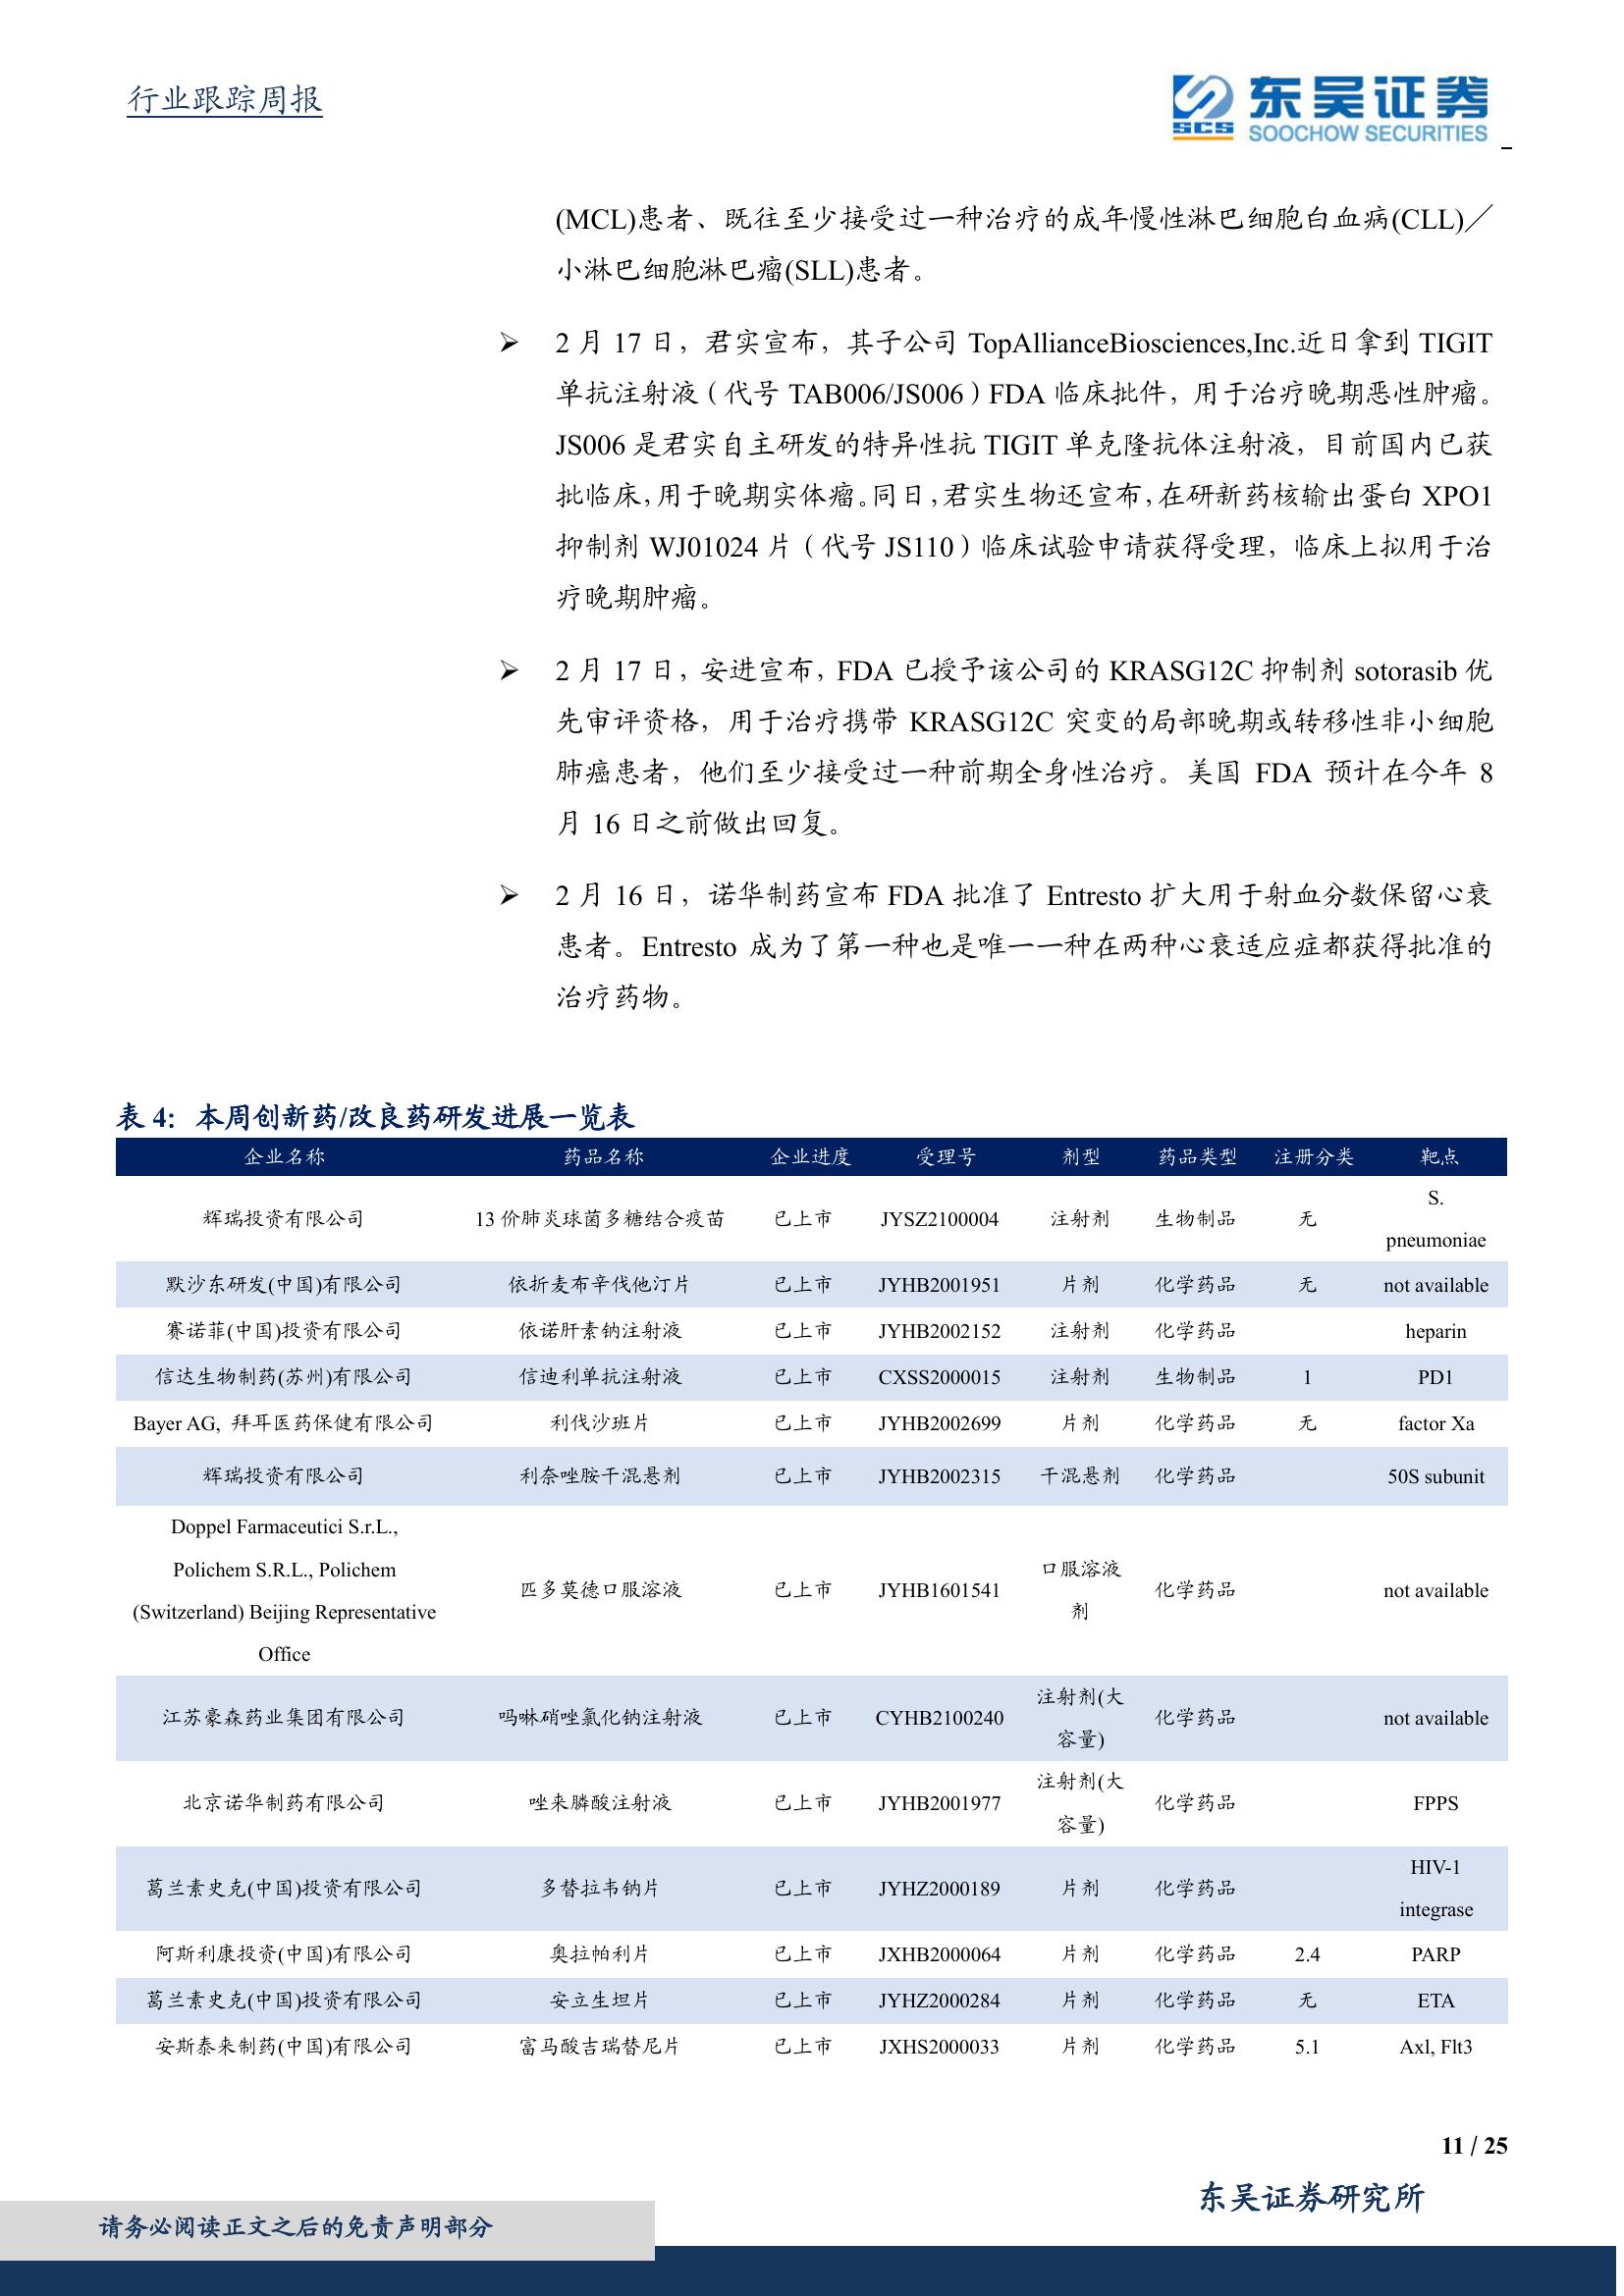 行业跟踪周报
东吴证券
SCS
SOOCHOW SECURITIES
(MCL)患者、既往至少接受过一种治疗的成年慢性淋巴细胞白血病(CLL)／
小淋巴细胞淋巴瘤(SLL)患者。
➢ 2 月 17 日，君实宣布，其子公司 TopAllianceBiosciences,Inc.近日拿到 TIGIT
单抗注射液（代号 TAB006/JS006）FDA 临床批件，用于治疗晚期恶性肿瘤。
JS006 是君实自主研发的特异性抗 TIGIT 单克隆抗体注射液，目前国内已获
批临床，用于晚期实体瘤。同日，君实生物还宣布，在研新药核输出蛋白 XPO1
抑制剂 WJ01024 片（代号 JS110）临床试验申请获得受理，临床上拟用于治
疗晚期肿瘤。
➢ 2 月 17 日，安进宣布，FDA 已授予该公司的 KRASG12C 抑制剂 sotorasib 优
先审评资格，用于治疗携带 KRASG12C 突变的局部晚期或转移性非小细胞
肺癌患者，他们至少接受过一种前期全身性治疗。美国 FDA 预计在今年 8
月 16 日之前做出回复。
➢ 2 月 16 日，诺华制药宣布 FDA 批准了 Entresto 扩大用于射血分数保留心衰
患者。Entresto 成为了第一种也是唯一一种在两种心衰适应症都获得批准的
治疗药物。
表 4：本周创新药/改良药研发进展一览表
企业名称 药品名称 企业进度 受理号 剂型 药品类型 注册分类 靶点
辉瑞投资有限公司 13 价肺炎球菌多糖结合疫苗 已上市 JYSZ2100004 注射剂 生物制品 无 S.
pneumoniae
默沙东研发(中国)有限公司 依折麦布辛伐他汀片 已上市 JYHB2001951 片剂 化学药品 无 not available
赛诺菲(中国)投资有限公司 依诺肝素钠注射液 已上市 JYHB2002152 注射剂 化学药品 heparin
信达生物制药(苏州)有限公司 信迪利单抗注射液 已上市 CXSS2000015 注射剂 生物制品 1 PD1
Bayer AG, 拜耳医药保健有限公司 利伐沙班片 已上市 JYHB2002699 片剂 化学药品 无 factor Xa
辉瑞投资有限公司 利奈唑胺干混悬剂 已上市 JYHB2002315 干混悬剂 化学药品 50S subunit
Doppel Farmaceutici S.r.L.,
Polichem S.R.L., Polichem
(Switzerland) Beijing Representative
Office
匹多莫德口服溶液 已上市 JYHB1601541 口服溶液
剂
化学药品 not available
江苏豪森药业集团有限公司 吗啉硝唑氯化钠注射液 已上市 CYHB2100240 注射剂(大
容量)
化学药品 not available
北京诺华制药有限公司 唑来膦酸注射液 已上市 JYHB2001977 注射剂(大
容量)
化学药品 FPPS
葛兰素史克(中国)投资有限公司 多替拉韦钠片 已上市 JYHZ2000189 片剂 化学药品 HIV-1
integrase
阿斯利康投资(中国)有限公司 奥拉帕利片 已上市 JXHB2000064 片剂 化学药品 2.4 PARP
葛兰素史克(中国)投资有限公司 安立生坦片 已上市 JYHZ2000284 片剂 化学药品 无 ETA
安斯泰来制药(中国)有限公司 富马酸吉瑞替尼片 已上市 JXHS2000033 片剂 化学药品 5.1 Axl, Flt3
11 / 25
东吴证券研究所
请务必阅读正文之后的免责声明部分